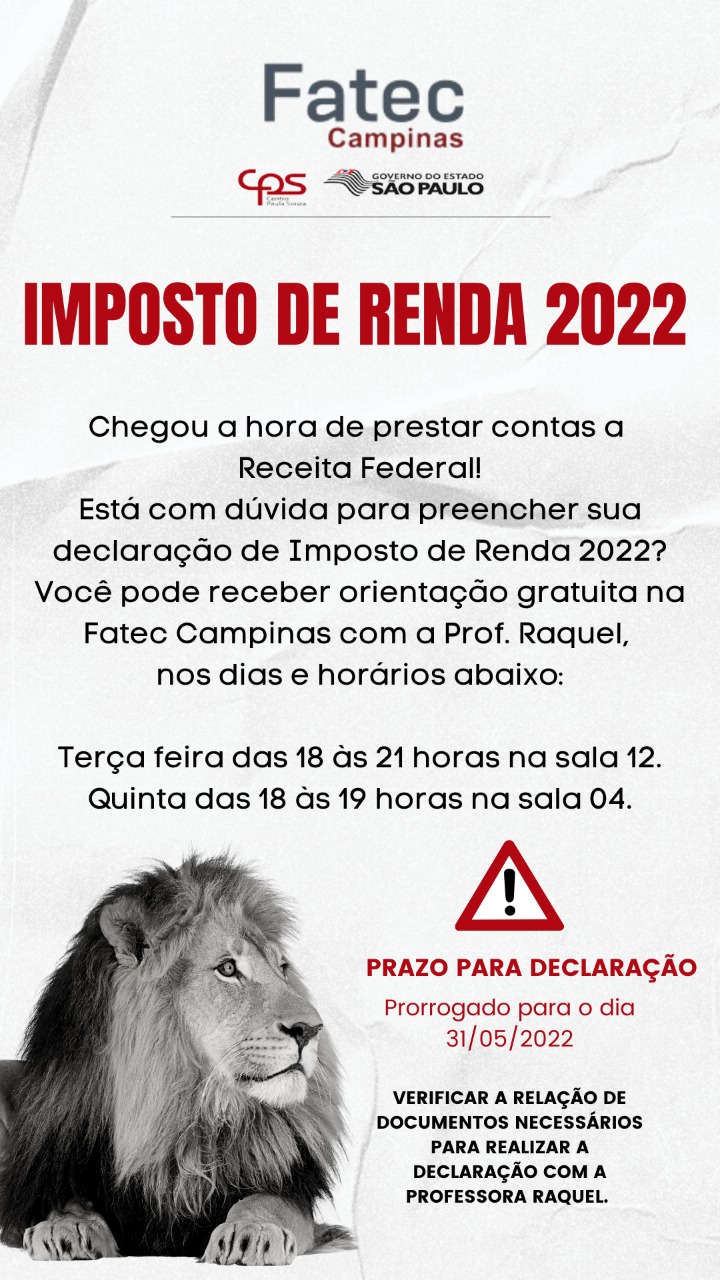 Fatec
Campinas
CPS
Centro
Paula Souza
GOVERNO DO ESTADO
SÃO PAULO
IMPOSTO DE RENDA 2022
Chegou a hora de prestar contas a
Receita Federal!
Está com dúvida para preencher sua
declaração de Imposto de Renda 2022?
Você pode receber orientação gratuita na
Fatec Campinas com a Prof. Raquel,
nos dias e horários abaixo:
Terça feira das 18 às 21 horas na sala 12.
Quinta das 18 às 19 horas na sala 04.
!
PRAZO PARA DECLARAÇÃO
Prorrogado para o dia
31/05/2022
VERIFICAR A RELAÇÃO DE
DOCUMENTOS NECESSÁRIOS
PARA REALIZAR A
DECLARAÇÃO COM A
PROFESSORA RAQUEL.